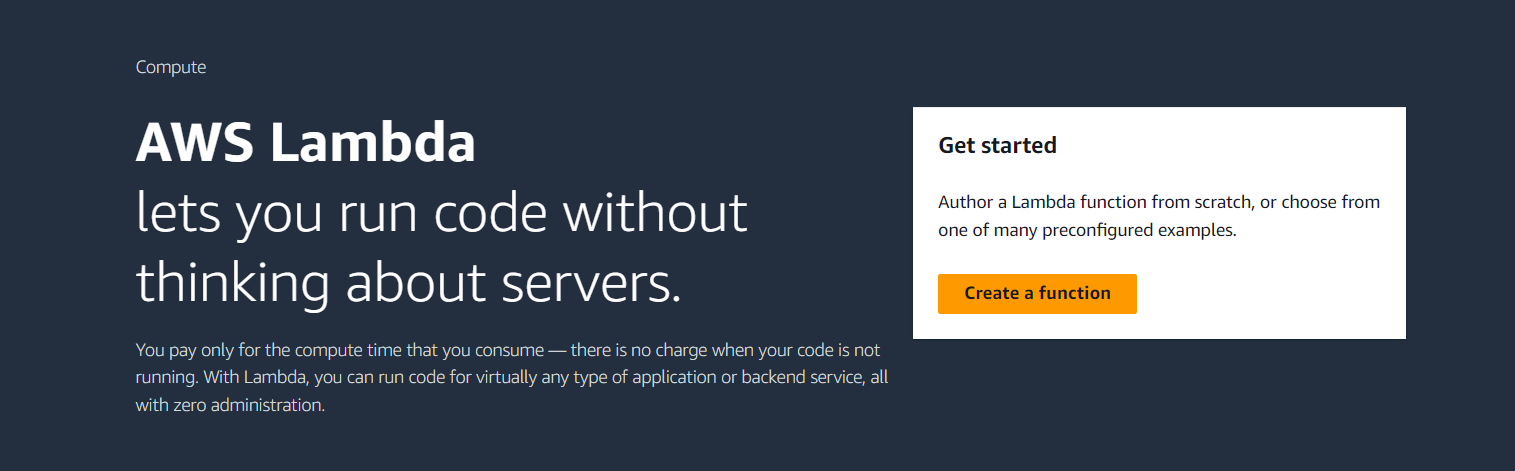 Compute
AWS Lambda
lets you run code without
thinking about servers.
You pay only for the compute time that you consume — there is no charge when your code is not
running. With Lambda, you can run code for virtually any type of application or backend service, all
with zero administration.
Get started
Author a Lambda function from scratch, or choose from
one of many preconfigured examples.
Create a function